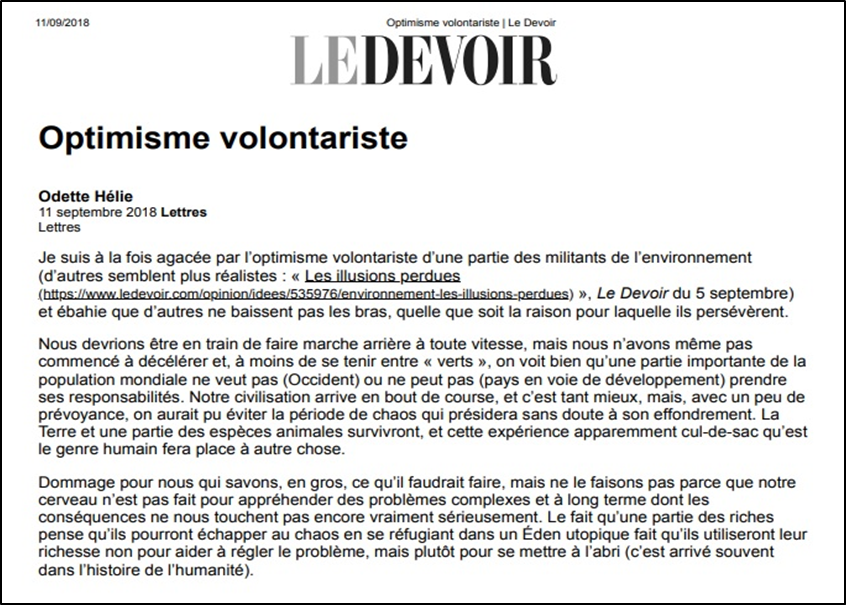 11/09/2018
Optimisme volontariste | Le Devoir
LEDEVOIR
Optimisme volontariste
Odette Hélie
11 septembre 2018 Lettres
Lettres
Je suis à la fois agacée par l'optimisme volontariste d'une partie des militants de l'environnement
(d'autres semblent plus réalistes : « Les illusions perdues
(https://www.ledevoir.com/opinion/idees/535976/environnement-les-illusions-perdues) », Le Devoir du 5 septembre)
et ébahie que d'autres ne baissent pas les bras, quelle que soit la raison pour laquelle ils persévèrent.
Nous devrions être en train de faire marche arrière à toute vitesse, mais nous n'avons même pas
commencé à décélérer et, à moins de se tenir entre « verts », on voit bien qu'une partie importante de la
population mondiale ne veut pas (Occident) ou ne peut pas (pays en voie de développement) prendre
ses responsabilités. Notre civilisation arrive en bout de course, et c'est tant mieux, mais, avec un peu de
prévoyance, on aurait pu éviter la période de chaos qui présidera sans doute à son effondrement. La
Terre et une partie des espèces animales survivront, et cette expérience apparemment cul-de-sac qu'est
le genre humain fera place à autre chose.
Dommage pour nous qui savons, en gros, ce qu'il faudrait faire, mais ne le faisons pas parce que notre
cerveau n'est pas fait pour appréhender des problèmes complexes et à long terme dont les
conséquences ne nous touchent pas encore vraiment sérieusement. Le fait qu'une partie des riches
pense qu'ils pourront échapper au chaos en se réfugiant dans un Éden utopique fait qu'ils utiliseront leur
richesse non pour aider à régler le problème, mais plutôt pour se mettre à l'abri (c'est arrivé souvent
dans l'histoire de l'humanité).